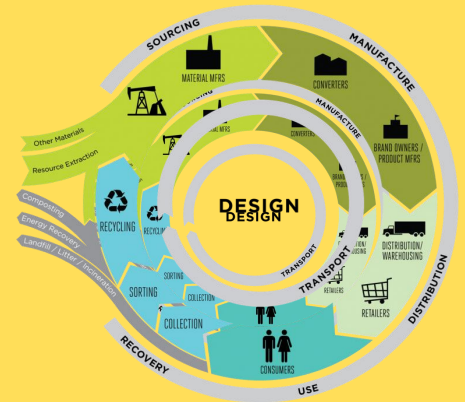 SOURCING
MANUFACTURE
MATERIAL MFRS
CONVERTERS
MANUFACTURE
CONVERTERS
Other Materials
Resource Extraction
BRAND OWNERS /
PRODUCT MFRS
Composting
Energy Recovery
Landfill / Litter / Incineration
RECYCLING
DESIGN
DESIGN
DISTRIBUTION/
WAREHOUSING
TRANSPORT
TRANSPORT
SORTING
SORTING
COLLECTION
COLLECTION
RETAILERS
RETAILERS
DISTRIBUTION
CONSUMERS
RECOVERY
USE